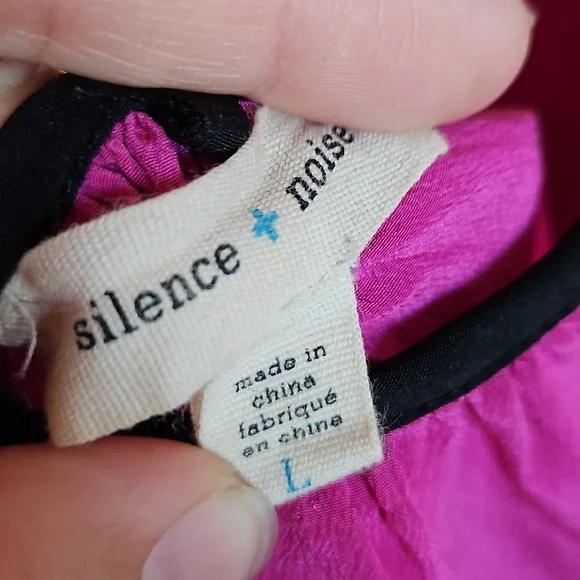 silence + noise
made in
china
fabriqué
en chine
L